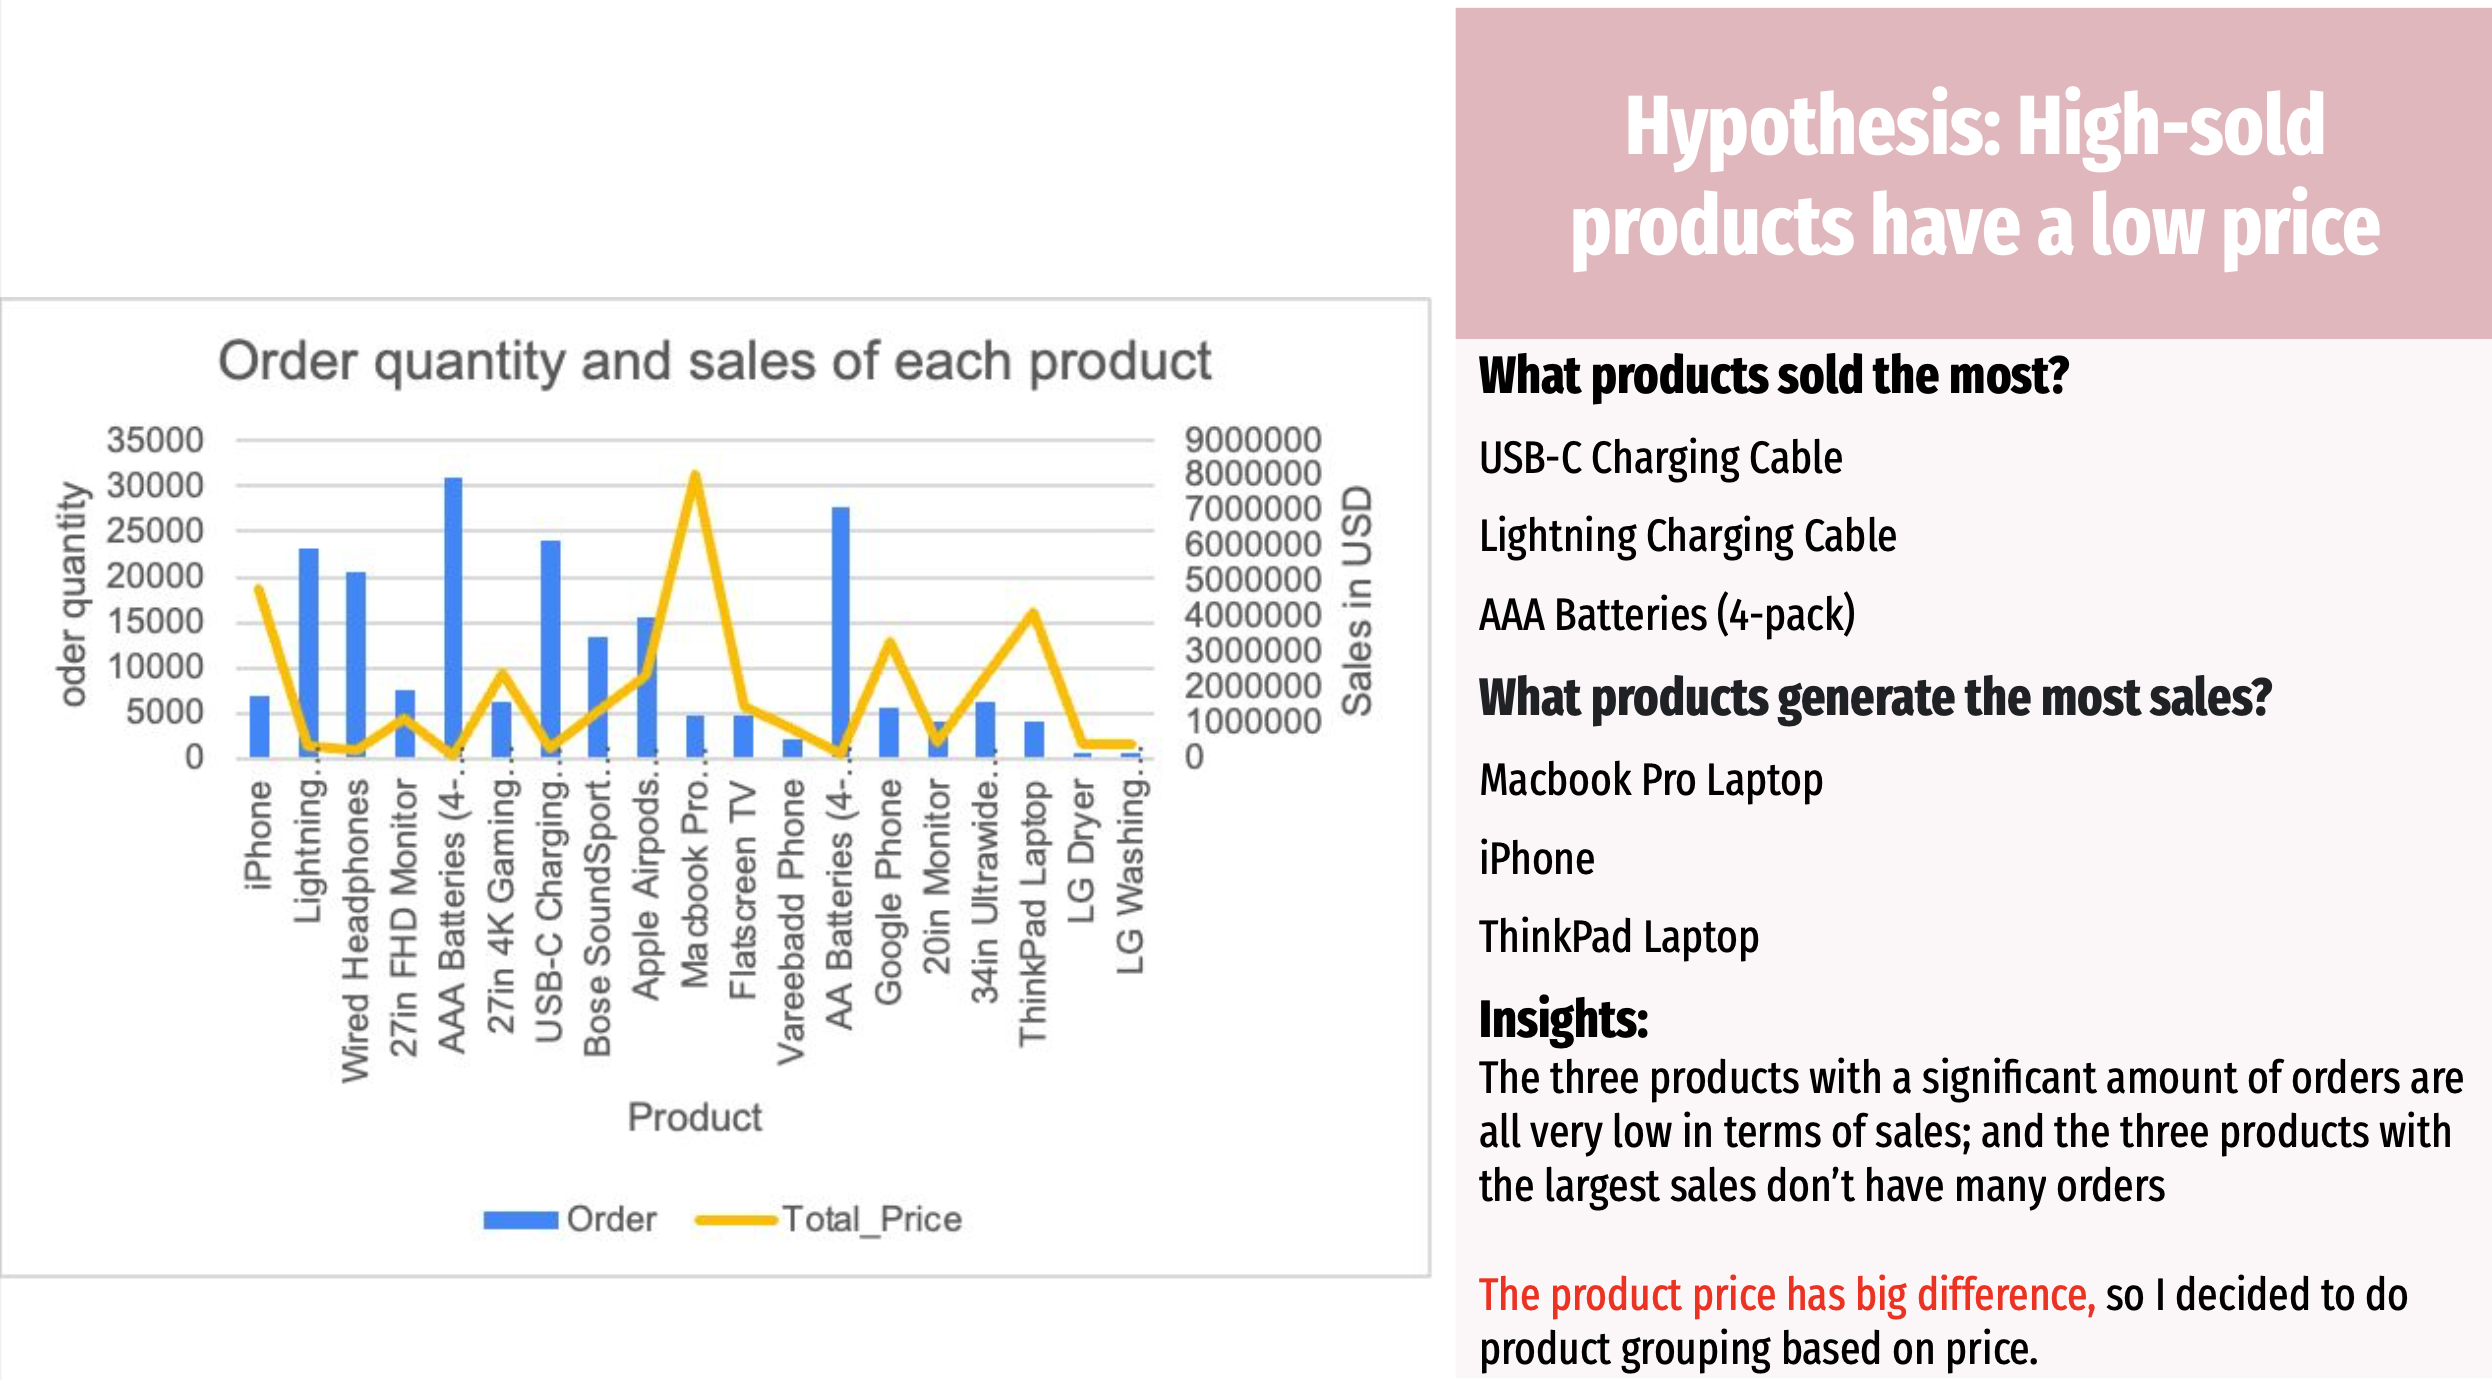 Hypothesis: High-sold
products have a low price
Order quantity and sales of each product
35000
30000
25000
20000
15000
10000
5000
0
oder quantity
9000000
8000000
7000000
6000000
5000000
4000000
3000000
2000000
1000000
0
Sales in USD
iPhone
Lightning...
Wired Headphones
27in FHD Monitor
AAA Batteries (4-...
27in 4K Gaming...
USB-C Charging...
Bose SoundSport...
Apple Airpods...
Macbook Pro...
Flatscreen TV
Vareebadd Phone
AA Batteries (4-...
Google Phone
20in Monitor
34in Ultrawide...
ThinkPad Laptop
LG Dryer
LG Washing...
Product
Order
Total_Price
What products sold the most?
USB-C Charging Cable
Lightning Charging Cable
AAA Batteries (4-pack)
What products generate the most sales?
Macbook Pro Laptop
iPhone
ThinkPad Laptop
Insights:
The three products with a significant amount of orders are
all very low in terms of sales; and the three products with
the largest sales don't have many orders
The product price has big difference, so I decided to do
product grouping based on price.